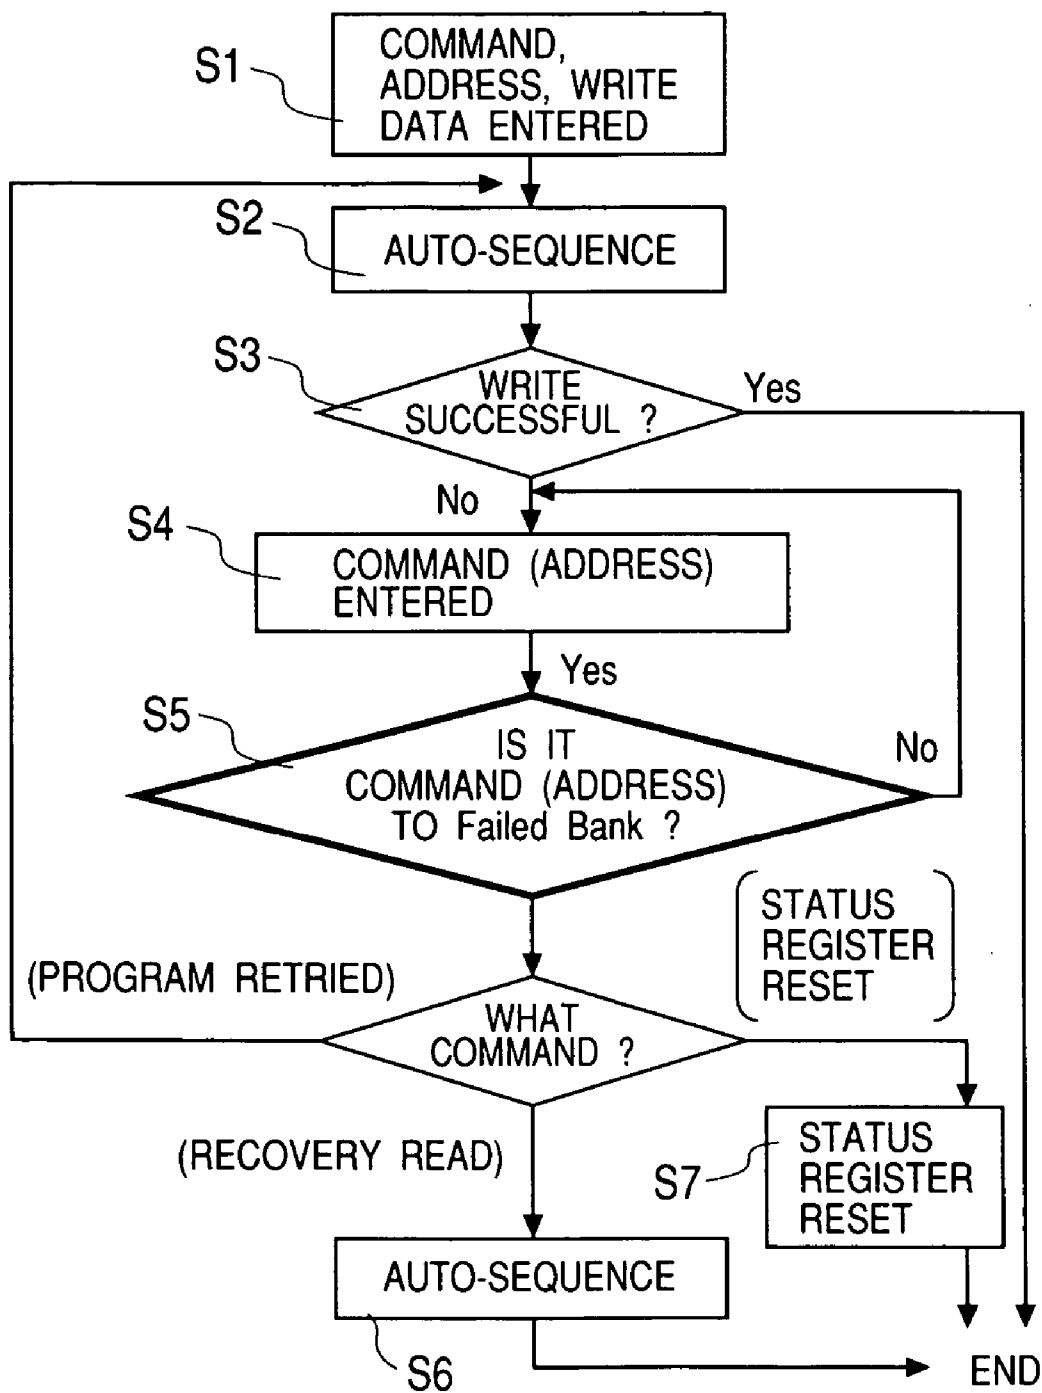 S1
COMMAND,
ADDRESS, WRITE
DATA ENTERED
S2
AUTO-SEQUENCE
S3
WRITE
SUCCESSFUL ?
Yes
No
S4
COMMAND (ADDRESS)
ENTERED
Yes
S5
IS IT
COMMAND (ADDRESS)
TO Failed Bank ?
No
(STATUS
REGISTER
RESET)
(PROGRAM RETRIED)
WHAT
COMMAND ?
(RECOVERY READ)
S7
STATUS
REGISTER
RESET
AUTO-SEQUENCE
S6
END